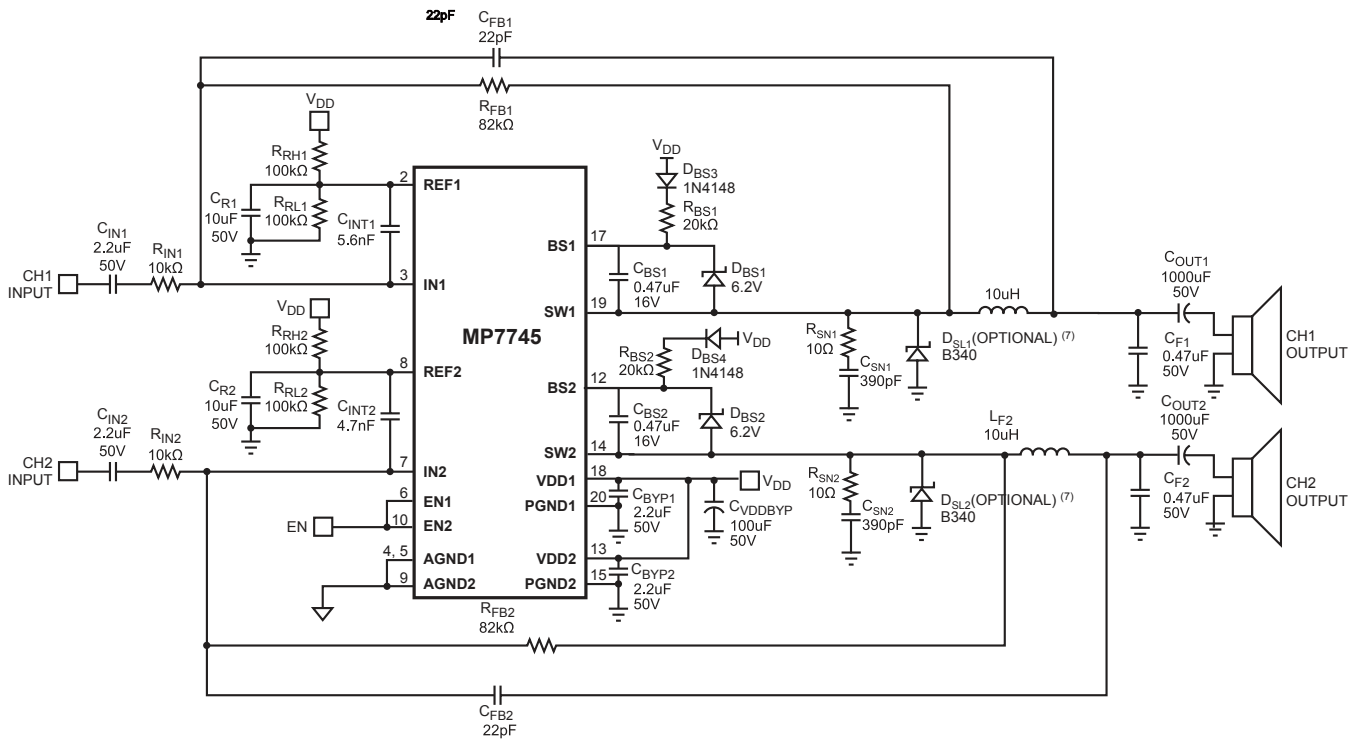 22pF
CFB1
22pF
RFB1
82kΩ
VDD
RRH1
100kΩ
CR1
10uF
50V
RRL1
100kΩ
CINT1
5.6nF
CIN1
2.2uF
50V
RIN1
10kΩ
CH1
INPUT
VDD
RRH2
100kΩ
CR2
10uF
50V
RRL2
100kΩ
CINT2
4.7nF
CIN2
2.2uF
50V
RIN2
10kΩ
CH2
INPUT
EN
2
REF1
3
IN1
8
REF2
7
IN2
6
EN1
10
EN2
4, 5
AGND1
9
AGND2
MP7745
BS1
17
SW1
19
BS2
12
SW2
14
VDD1
18
PGND1
20
VDD2
13
PGND2
15
VDD
DBS3
1N4148
RBS1
20kΩ
CBS1
0.47uF
16V
DBS1
6.2V
RBS2
20kΩ
DBS4
1N4148
VDD
CBS2
0.47uF
16V
DBS2
6.2V
CBYP1
2.2uF
50V
CVDDBYP
100uF
50V
VDD
CBYP2
2.2uF
50V
RSN1
10Ω
CSN1
390pF
DSL1(OPTIONAL) (7)
B340
10uH
COUT1
1000uF
50V
CF1
0.47uF
50V
CH1
OUTPUT
RSN2
10Ω
CSN2
390pF
DSL2(OPTIONAL) (7)
B340
LF2
10uH
COUT2
1000uF
50V
CF2
0.47uF
50V
CH2
OUTPUT
RFB2
82kΩ
CFB2
22pF